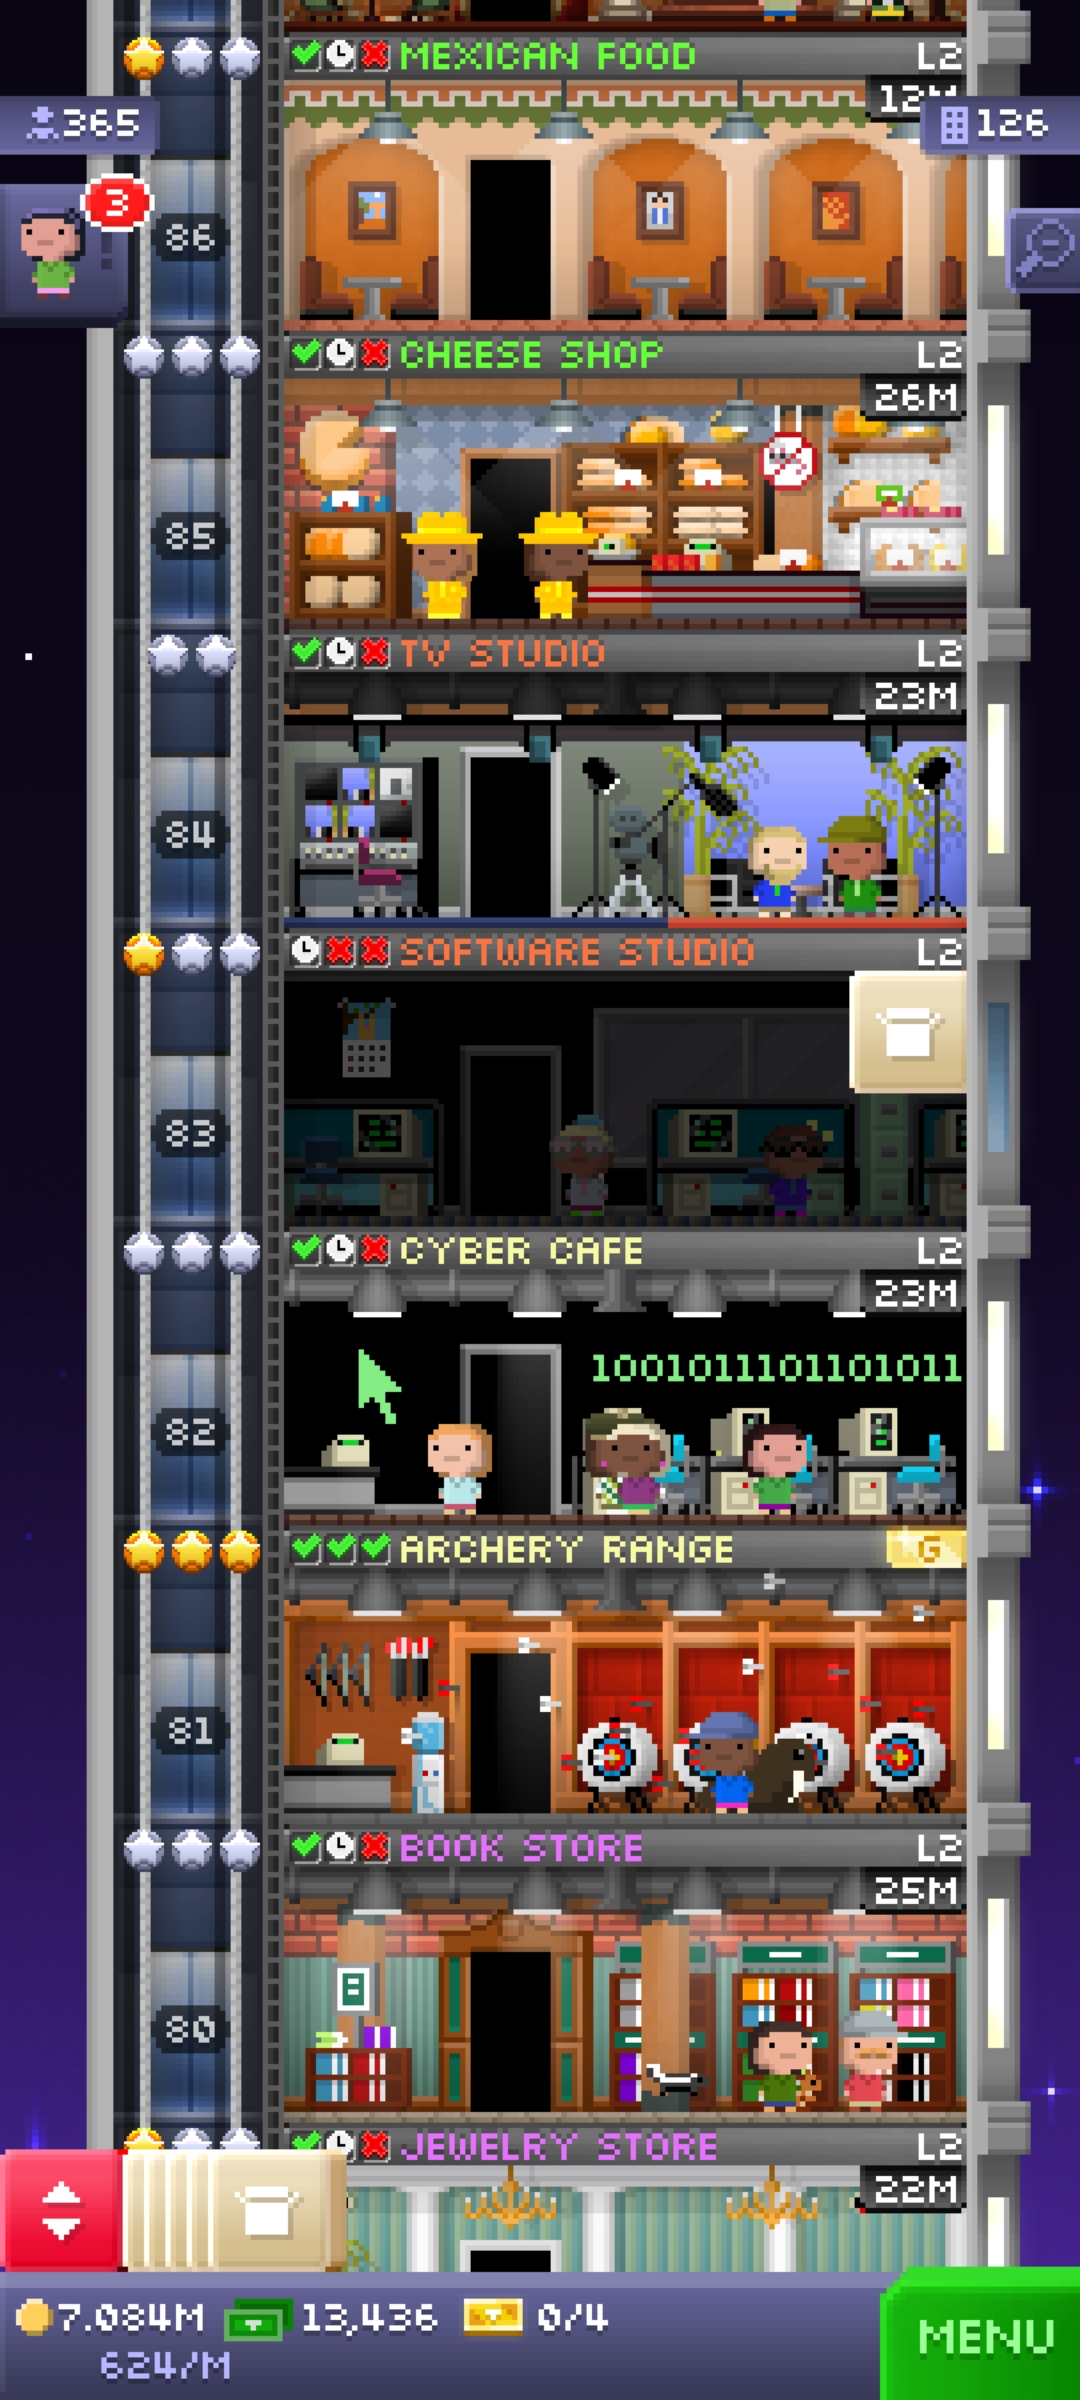 MEXICAN FOOD L2
12M
365
126
3
86
CHEESE SHOP L2
26M
85
TV STUDIO L2
23M
84
SOFTWARE STUDIO L2
83
CYBER CAFE L2
23M
1001011101101011
82
ARCHERY RANGE G
81
BOOK STORE L2
25M
8
80
JEWELRY STORE L2
22M
7.084M 13,436 0/4
624/M
MENU